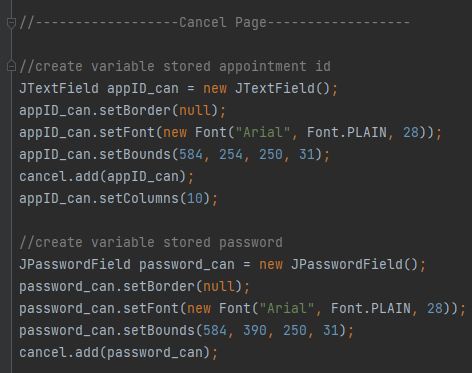 //------------------Cancel Page------------------
//create variable stored appointment id
JTextField appID_can = new JTextField();
appID_can.setBorder(null);
appID_can.setFont(new Font("Arial", Font.PLAIN, 28));
appID_can.setBounds(584, 254, 250, 31);
cancel.add(appID_can);
appID_can.setColumns(10);
//create variable stored password
JPasswordField password_can = new JPasswordField();
password_can.setBorder(null);
password_can.setFont(new Font("Arial", Font.PLAIN, 28));
password_can.setBounds(584, 390, 250, 31);
cancel.add(password_can);